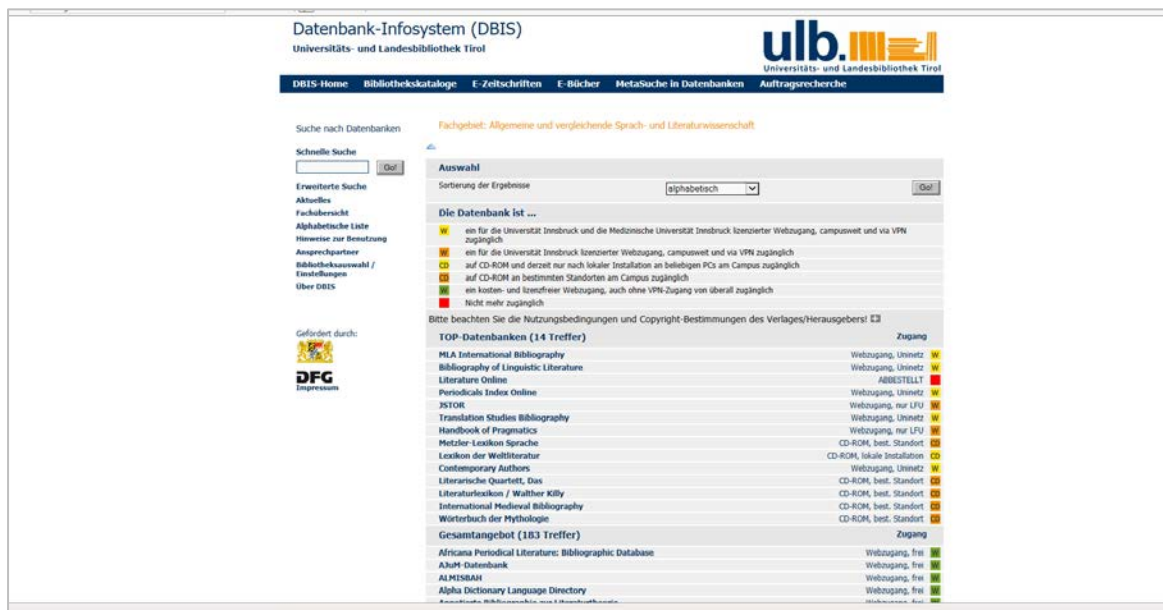 Datenbank-Infosystem (DBIS)
Universitäts- und Landesbibliothek Tirol
ulb.
Universitäts- und Landesbibliothek Tirol
DBIS-Home Bibliothekskataloge E-Zeitschriften E-Bücher MetaSuche in Datenbanken Auftragsrecherche
Suche nach Datenbanken
Schnelle Suche
Go!
Erweiterte Suche
Aktuelles
Fachübersicht
Alphabetische Liste
Hinweise zur Benutzung
Ansprechpartner
Bibliotheksauswahl /
Einstellungen
Über DBIS
Gefördert durch:
DFG
Impressum
Fachgebiet: Allgemeine und vergleichende Sprach- und Literaturwissenschaft
Auswahl
Sortierung der Ergebnisse alphabetisch Go!
Die Datenbank ist ...
W ein für die Universität Innsbruck und die Medizinische Universität Innsbruck lizenzierter Webzugang, campusweit und via VPN
zugänglich
W ein für die Universität Innsbruck lizenzierter Webzugang, campusweit und via VPN zugänglich
CD auf CD-ROM und derzeit nur nach lokaler Installation an beliebigen PCs am Campus zugänglich
CD auf CD-ROM an bestimmten Standorten am Campus zugänglich
W ein kosten- und lizenzfreier Webzugang, auch ohne VPN-Zugang von überall zugänglich
Nicht mehr zugänglich
Bitte beachten Sie die Nutzungsbedingungen und Copyright-Bestimmungen des Verlages/Herausgebers!
TOP-Datenbanken (14 Treffer) Zugang
MLA International Bibliography Webzugang, Uninetz W
Bibliography of Linguistic Literature Webzugang, Uninetz W
Literature Online ABBESTELLT
Periodicals Index Online Webzugang, Uninetz W
JSTOR Webzugang, nur LFU W
Translation Studies Bibliography Webzugang, Uninetz W
Handbook of Pragmatics Webzugang, nur LFU W
Metzler-Lexikon Sprache CD-ROM, best. Standort CD
Lexikon der Weltliteratur CD-ROM, lokale Installation CD
Contemporary Authors Webzugang, Uninetz W
Literarische Quartett, Das CD-ROM, best. Standort CD
Literaturlexikon / Walther Killy CD-ROM, best. Standort CD
International Medieval Bibliography CD-ROM, best. Standort CD
Wörterbuch der Mythologie CD-ROM, best. Standort CD
Gesamtangebot (183 Treffer) Zugang
Africana Periodical Literature: Bibliographic Database Webzugang, frei W
AJuM-Datenbank Webzugang, frei W
ALMISBAH Webzugang, frei W
Alpha Dictionary Language Directory Webzugang, frei W